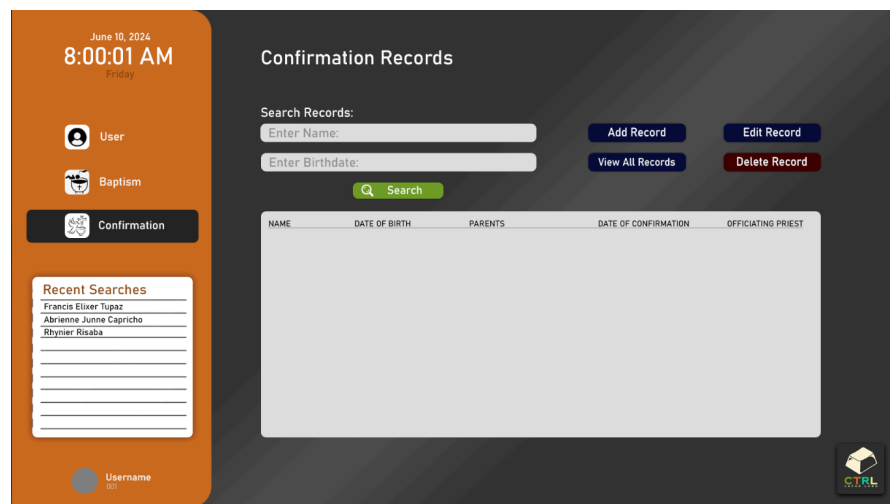 June 10, 2024
8:00:01 AM
Friday
User
Baptism
Confirmation
Recent Searches
Francis Elixer Tupaz
Abrienne Junne Capricho
Rhynier Risaba
Username
001
Confirmation Records
Search Records:
Enter Name:
Enter Birthdate:
Search
Add Record
Edit Record
View All Records
Delete Record
NAME DATE OF BIRTH PARENTS DATE OF CONFIRMATION OFFICIATING PRIEST
CTRL